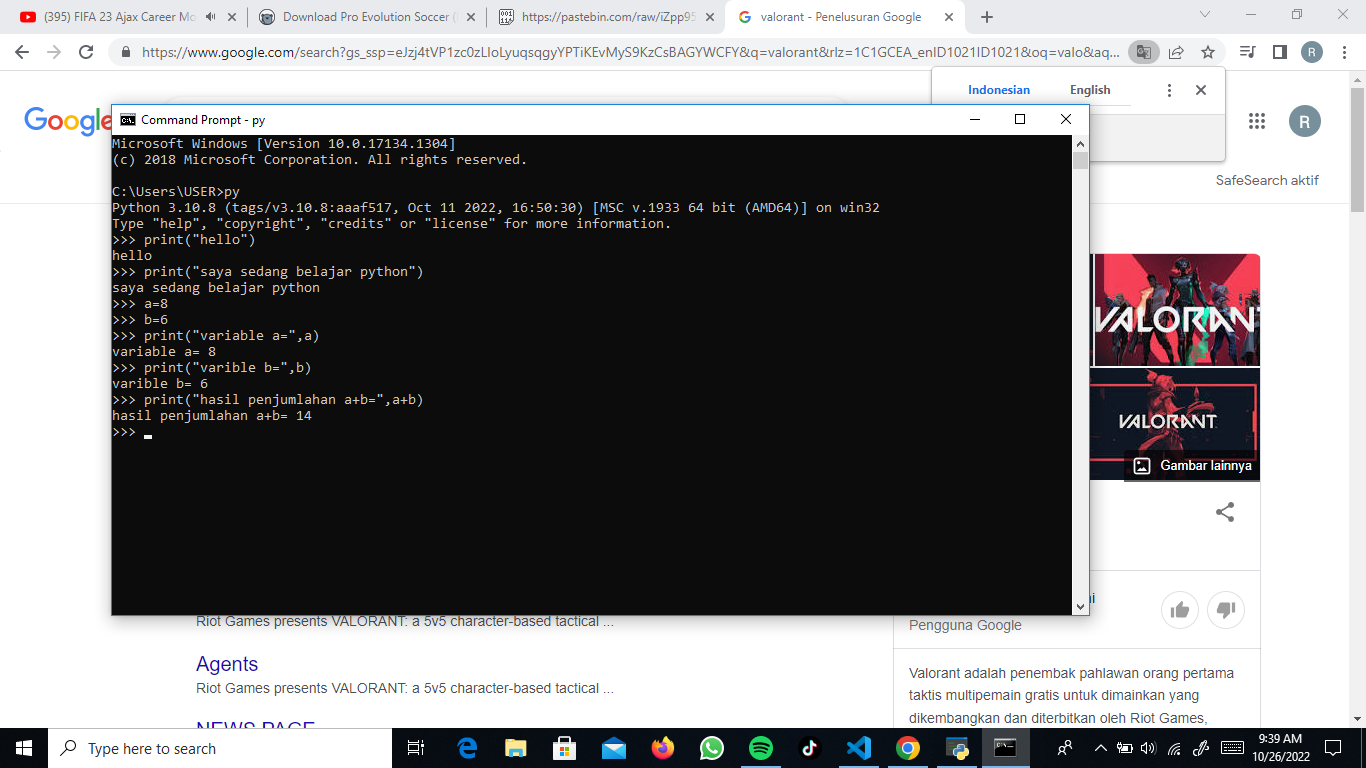 (395) FIFA 23 Ajax Career Mo
Download Pro Evolution Soccer (
https://pastebin.com/raw/iZpp95
valorant - Penelusuran Google
https://www.google.com/search?gs_ssp=eJzj4tVP1zc0zLIoLyuqsqgyYPTiKEvMyS9KzCsBAGYWCFY&q=valorant&rlz=1C1GCEA_enID1021ID1021&oq=valo&aq...
R
Indonesian
English
Google
R
SafeSearch aktif
Command Prompt - py
Microsoft Windows [Version 10.0.17134.1304]
(c) 2018 Microsoft Corporation. All rights reserved.
C:\Users\USER>py
Python 3.10.8 (tags/v3.10.8:aaaf517, Oct 11 2022, 16:50:30) [MSC v.1933 64 bit (AMD64)] on win32
Type "help", "copyright", "credits" or "license" for more information.
>>> print("hello")
hello
>>> print("saya sedang belajar python")
saya sedang belajar python
>>> a=8
>>> b=6
>>> print("variable a=",a)
variable a= 8
>>> print("varible b=",b)
varible b= 6
>>> print("hasil penjumlahan a+b=",a+b)
hasil penjumlahan a+b= 14
>>>
VALORANT
VALORANT
Gambar lainnya
Pengguna Google
Valorant adalah penembak pahlawan orang pertama
taktis multipemain gratis untuk dimainkan yang
dikembangkan dan diterbitkan oleh Riot Games,
Riot Games presents VALORANT: a 5v5 character-based tactical ...
Agents
Riot Games presents VALORANT: a 5v5 character-based tactical ...
NEWS PAGE
Type here to search
9:39 AM
10/26/2022